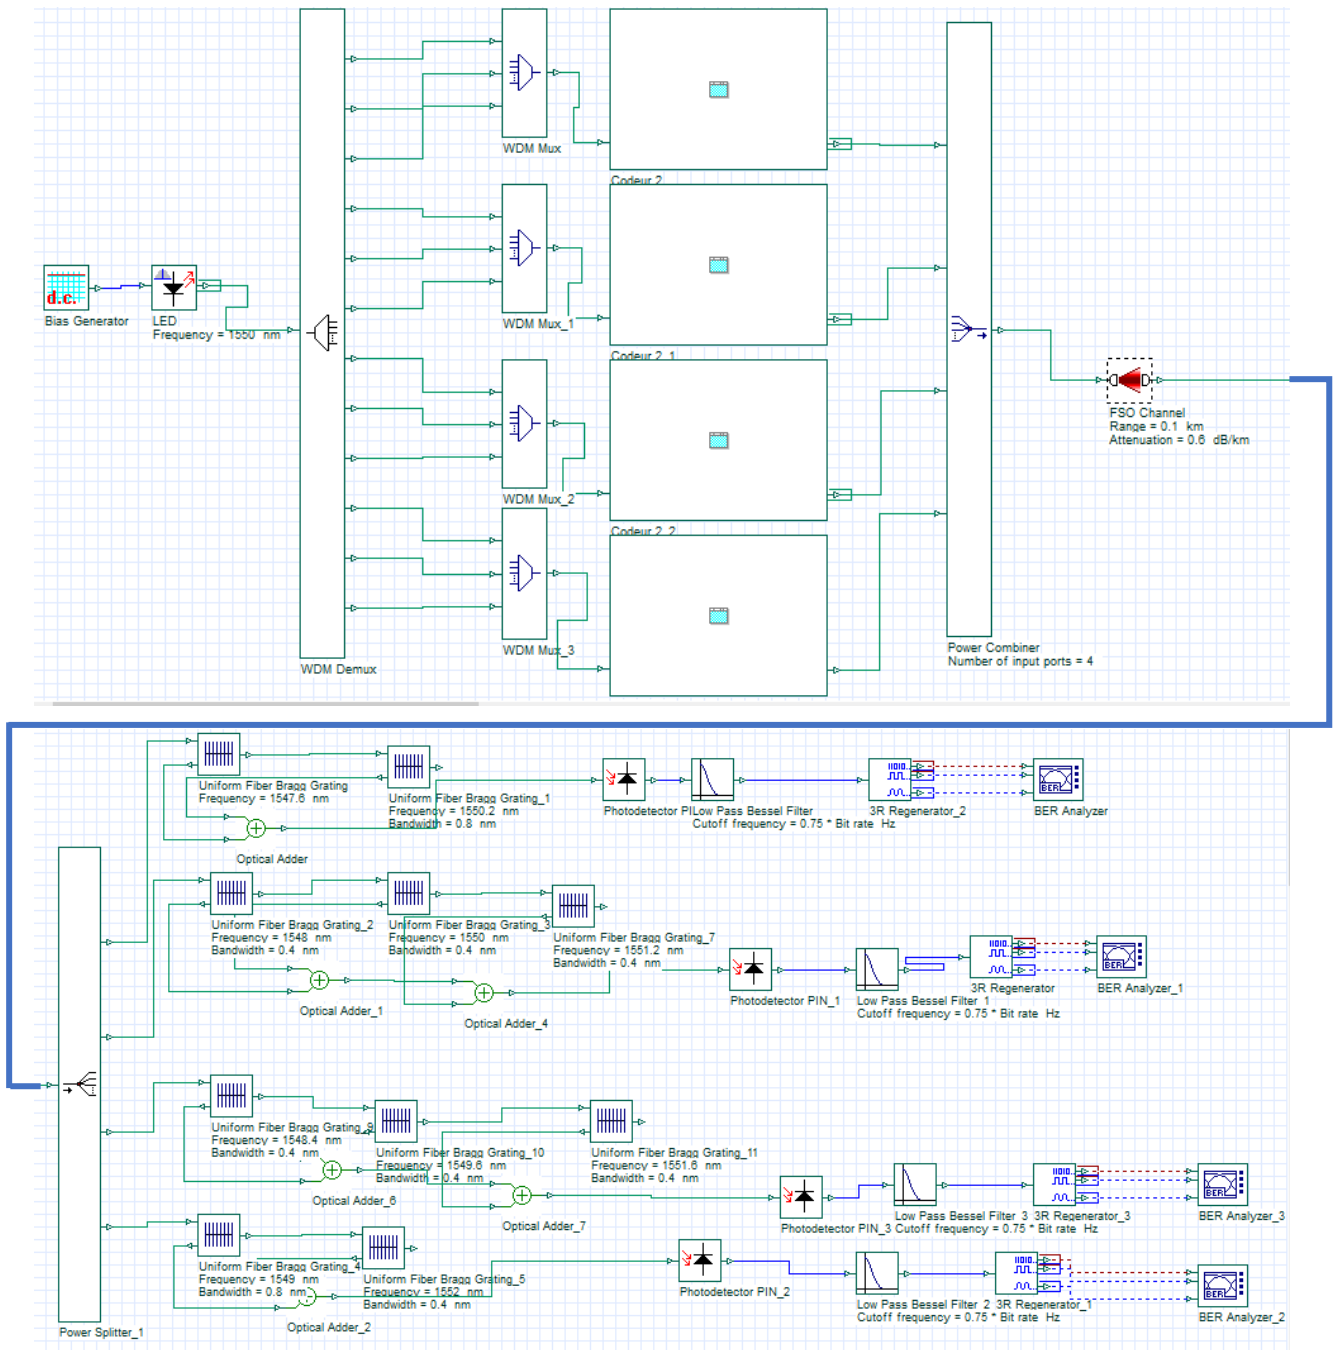 WDM Mux
Codeur 2
d.c.
Bias Generator
LED
Frequency = 1550 nm
WDM Mux_1
Codeur 2_1
FSO Channel
Range = 0.1 km
Attenuation = 0.6 dB/km
WDM Mux_2
Codeur 2_2
WDM Mux_3
WDM Demux
Power Combiner
Number of input ports = 4
Uniform Fiber Bragg Grating
Frequency = 1547.6 nm
Uniform Fiber Bragg Grating_1
Frequency = 1550.2 nm
Bandwidth = 0.8 nm
Optical Adder
Photodetector PI
Low Pass Bessel Filter
Cutoff frequency = 0.75 * Bit rate Hz
3R Regenerator_2
BER
BER Analyzer
Uniform Fiber Bragg Grating_2
Frequency = 1548 nm
Bandwidth = 0.4 nm
Uniform Fiber Bragg Grating_3
Frequency = 1550 nm
Bandwidth = 0.4 nm
Uniform Fiber Bragg Grating_7
Frequency = 1551.2 nm
Bandwidth = 0.4 nm
Optical Adder_1
Optical Adder_4
Photodetector PIN_1
Low Pass Bessel Filter 1
Cutoff frequency = 0.75 * Bit rate Hz
3R Regenerator
BER
BER Analyzer_1
Uniform Fiber Bragg Grating_9
Frequency = 1548.4 nm
Bandwidth = 0.4 nm
Uniform Fiber Bragg Grating_10
Frequency = 1549.6 nm
Bandwidth = 0.4 nm
Uniform Fiber Bragg Grating_11
Frequency = 1551.6 nm
Bandwidth = 0.4 nm
Optical Adder_6
Optical Adder_7
Photodetector PIN_3
Low Pass Bessel Filter 3
Cutoff frequency = 0.75 * Bit rate Hz
3R Regenerator_3
BER
BER Analyzer_3
Uniform Fiber Bragg Grating_4
Frequency = 1549 nm
Bandwidth = 0.8 nm
Uniform Fiber Bragg Grating_5
Frequency = 1552 nm
Bandwidth = 0.4 nm
Optical Adder_2
Photodetector PIN_2
Low Pass Bessel Filter 2
Cutoff frequency = 0.75 * Bit rate Hz
3R Regenerator_1
BER
BER Analyzer_2
Power Splitter_1